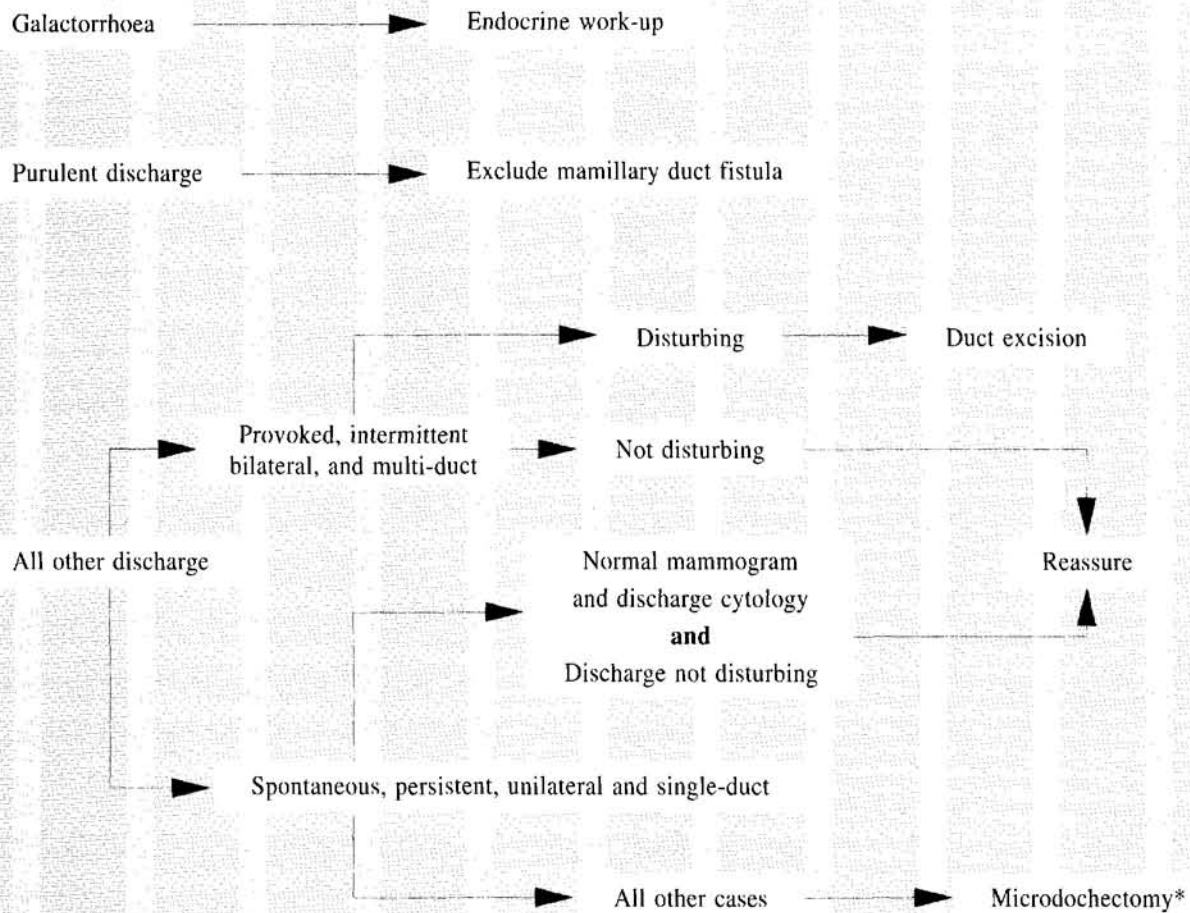 Galactorrhoea
Endocrine work-up
Purulent discharge
Exclude mamillary duct fistula
Disturbing
Duct excision
Provoked, intermittent
bilateral, and multi-duct
Not disturbing
All other discharge
Normal mammogram
and discharge cytology
and
Discharge not disturbing
Reassure
Spontaneous, persistent, unilateral and single-duct
All other cases
Microdochectomy*